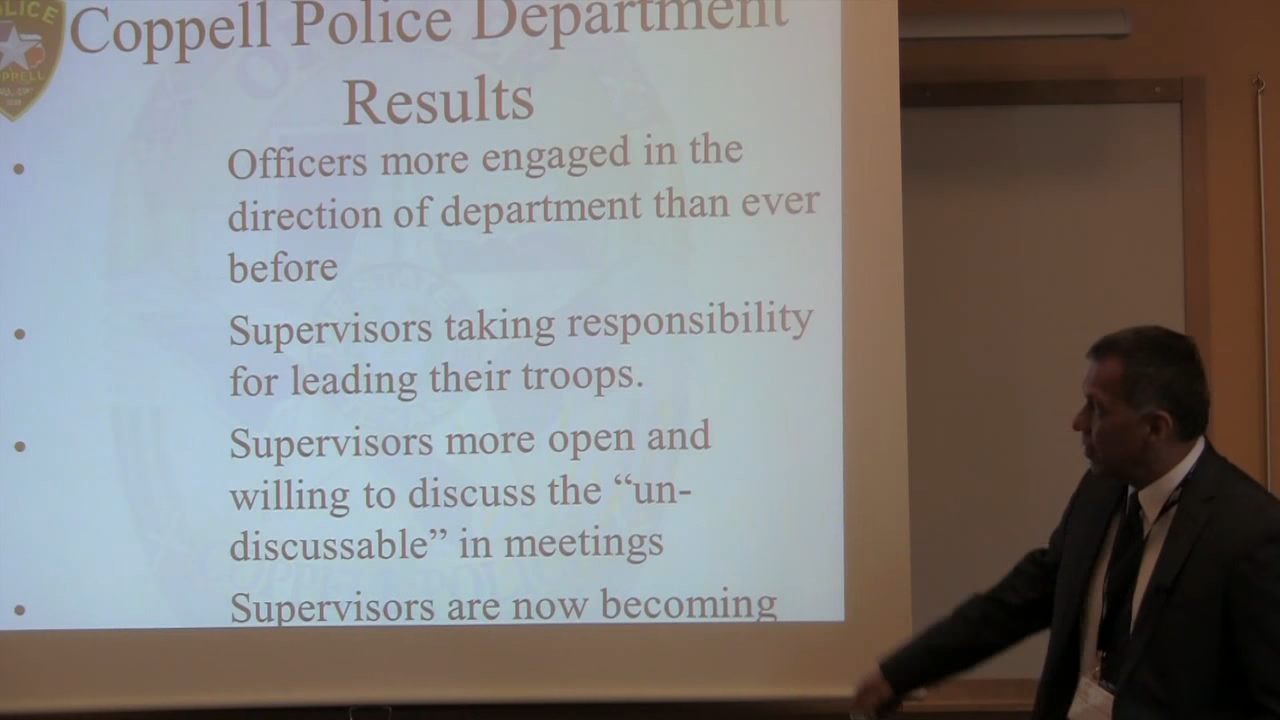 Coppell Police Department
Results
• Officers more engaged in the
direction of department than ever
before
• Supervisors taking responsibility
for leading their troops.
• Supervisors more open and
willing to discuss the “un-
discussable” in meetings
• Supervisors are now becoming